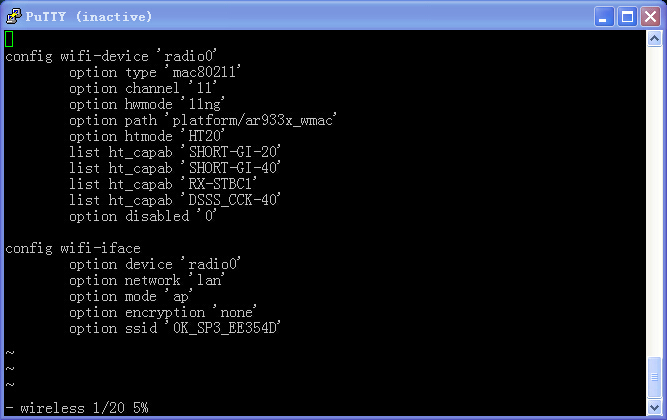 PuTTY (inactive)
config wifi-device 'radio0'
option type 'mac80211'
option channel '11'
option hwmode '11ng'
option path 'platform/ar933x_wmac'
option htmode 'HT20'
list ht_capab 'SHORT-GI-20'
list ht_capab 'SHORT-GI-40'
list ht_capab 'RX-STBC1'
list ht_capab 'DSSS_CCK-40'
option disabled '0'
config wifi-iface
option device 'radio0'
option network 'lan'
option mode 'ap'
option encryption 'none'
option ssid 'OK_SP3_EE354D'
~
~
~
- wireless 1/20 5%